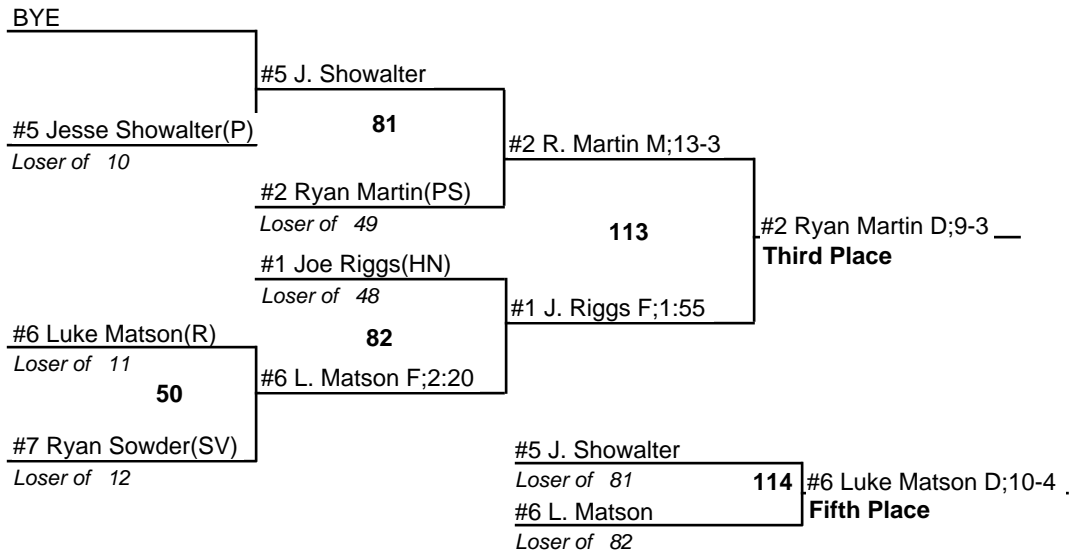 BYE
#5 J. Showalter
#5 Jesse Showalter(P)
Loser of 10
81
#2 R. Martin M;13-3
#2 Ryan Martin(PS)
Loser of 49
113
#2 Ryan Martin D;9-3
Third Place
#1 Joe Riggs(HN)
Loser of 48
#1 J. Riggs F;1:55
#6 Luke Matson(R)
Loser of 11
82
50
#6 L. Matson F;2:20
#7 Ryan Sowder(SV)
Loser of 12
#5 J. Showalter
Loser of 81
114
#6 Luke Matson D;10-4
Fifth Place
#6 L. Matson
Loser of 82